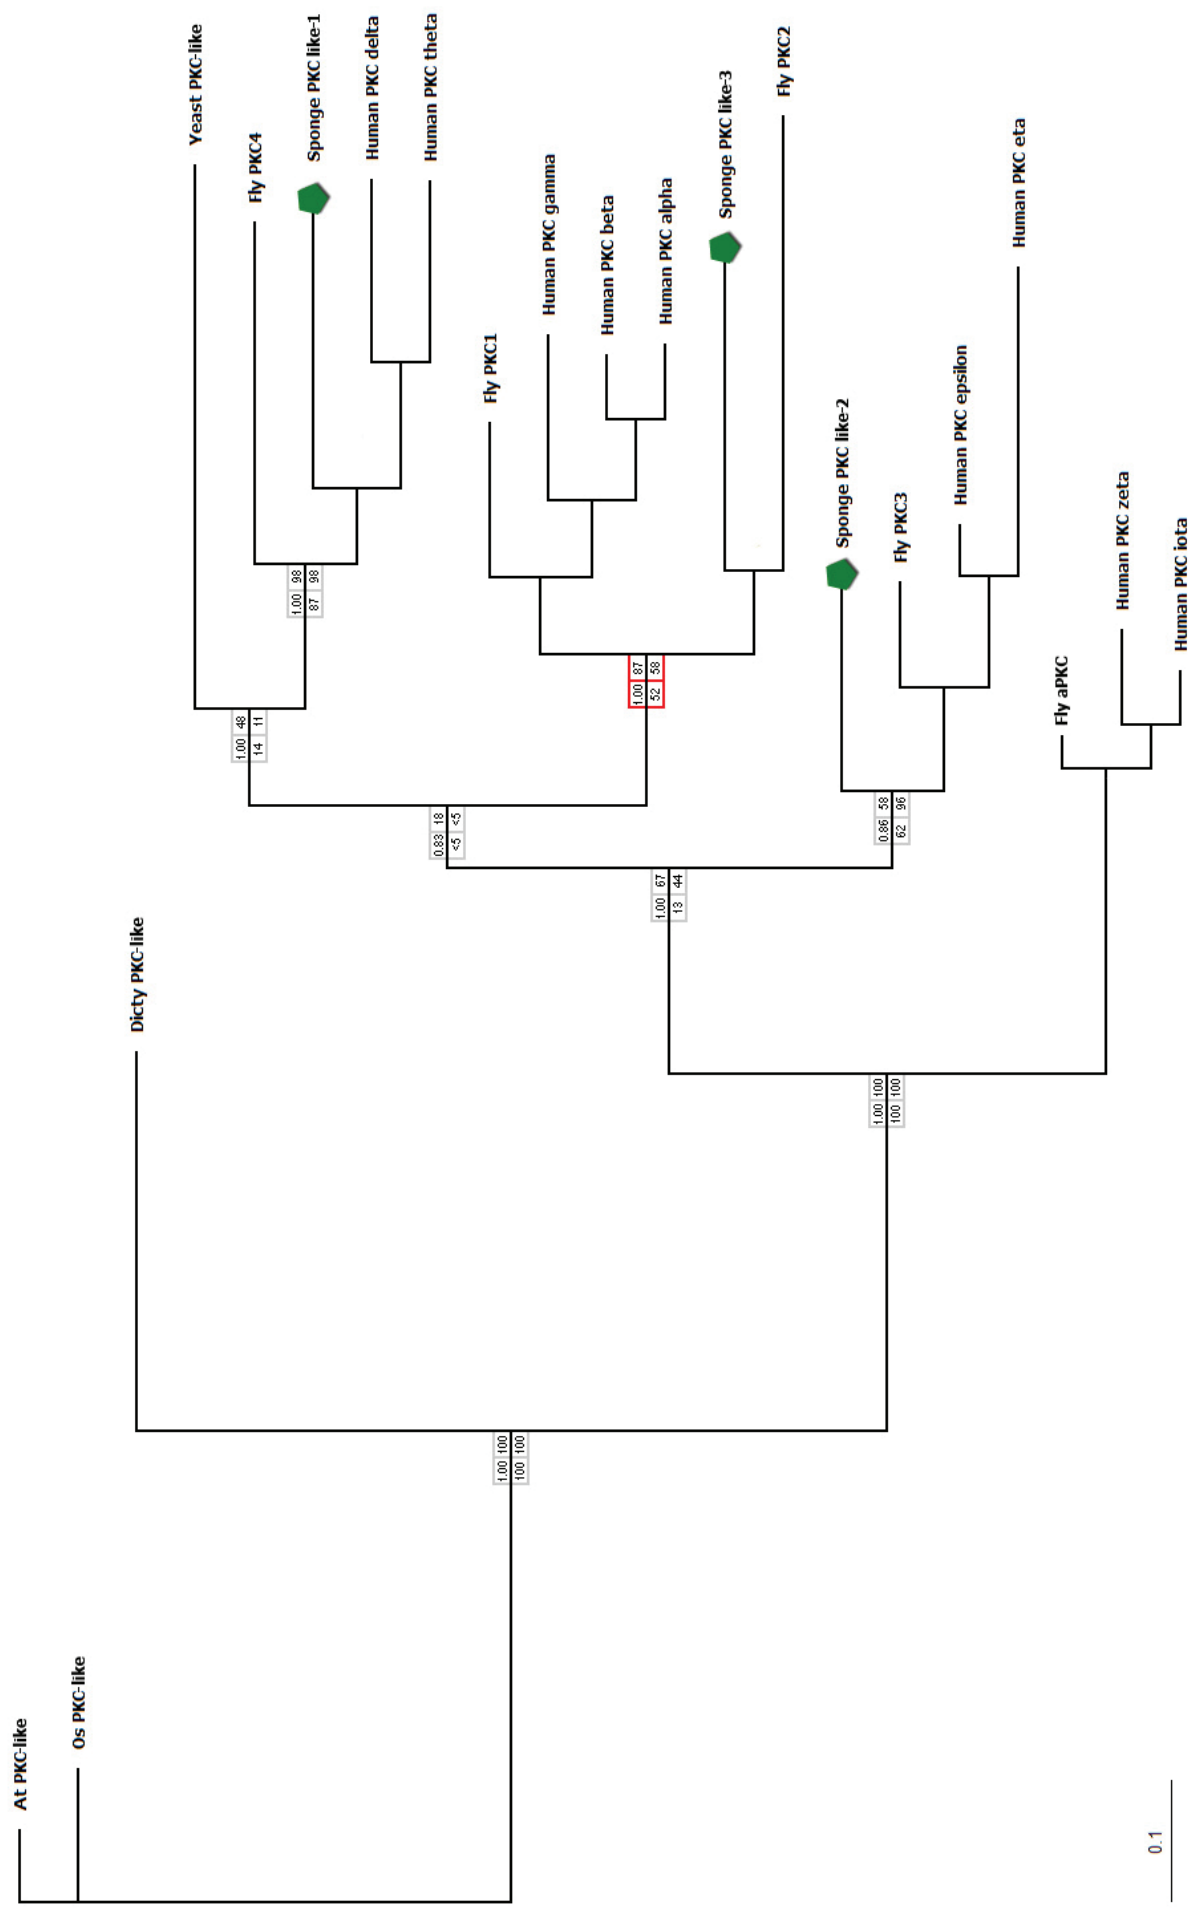 At PKC-like
Os PKC-like
Dicty PKC-like
Yeast PKC-like
Fly PKC4
Sponge PKC like-1
Human PKC delta
Human PKC theta
Fly PKC1
Human PKC gamma
Human PKC beta
Human PKC alpha
Sponge PKC like-3
Fly PKC2
Sponge PKC like-2
Fly PKC3
Human PKC epsilon
Human PKC eta
Fly aPKC
Human PKC zeta
Human PKC iota
1.00 48
14 11
1.00 98
87 98
0.83 18
<5 <5
1.00 100
100 100
1.00 87
52 58
1.00 67
13 44
0.86 58
62 96
1.00 100
100 100
0.1